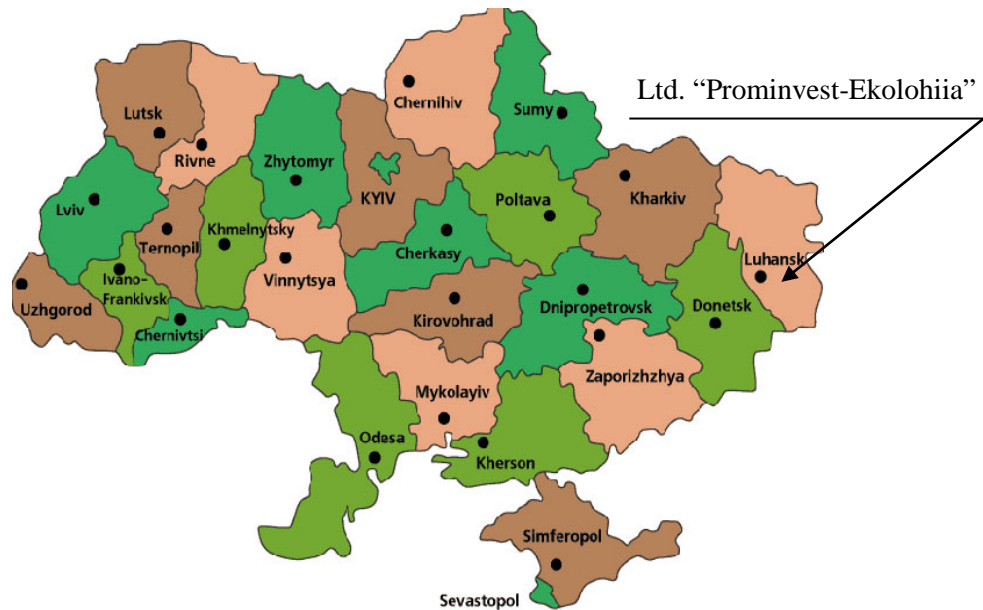 Ltd. “Prominvest-Ekolohiia”
Chernihiv
Sumy
Lutsk
Rivne
Zhytomyr
KYIV
Poltava
Kharkiv
Lviv
Khmelnytsky
Ternopil
Cherkasy
Luhansk
Ivano-
Frankivsk
Vinnytsya
Uzhgorod
Chernivtsi
Kirovohrad
Dnipropetrovsk
Donetsk
Zaporizhzhya
Mykolayiv
Odesa
Kherson
Simferopol
Sevastopol